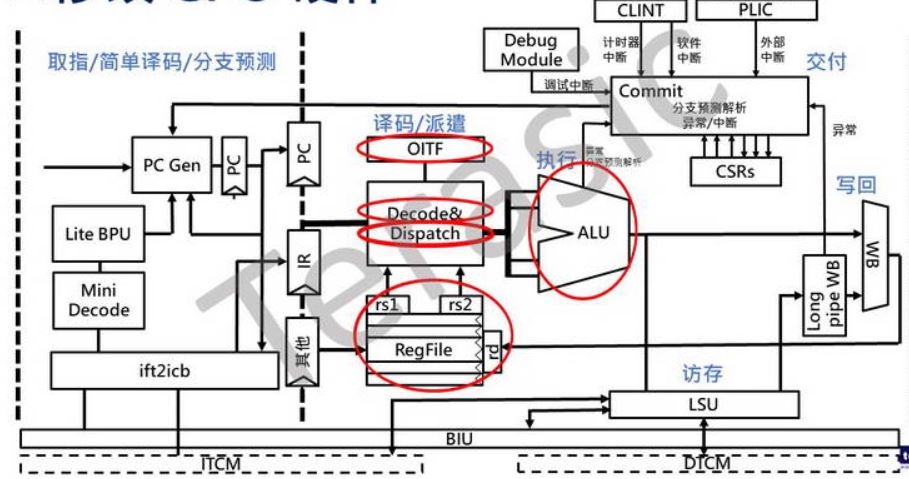 CLINT
PLIC
Debug
Module
计时器
中断
软件
中断
外部
中断
交付
取指/简单译码/分支预测
调试中断
Commit
分支预测解析
异常/中断
异常
译码/派遣
OITF
执行
异常
分支预测解析
CSRs
写回
PC Gen
PC
PC
Lite BPU
Decode&
Dispatch
ALU
WB
IR
Mini
Decode
rs1
rs2
Long
pipe WB
其他
RegFile
rd
ift2icb
访存
LSU
BIU
ITCM
DTCM
Terasic